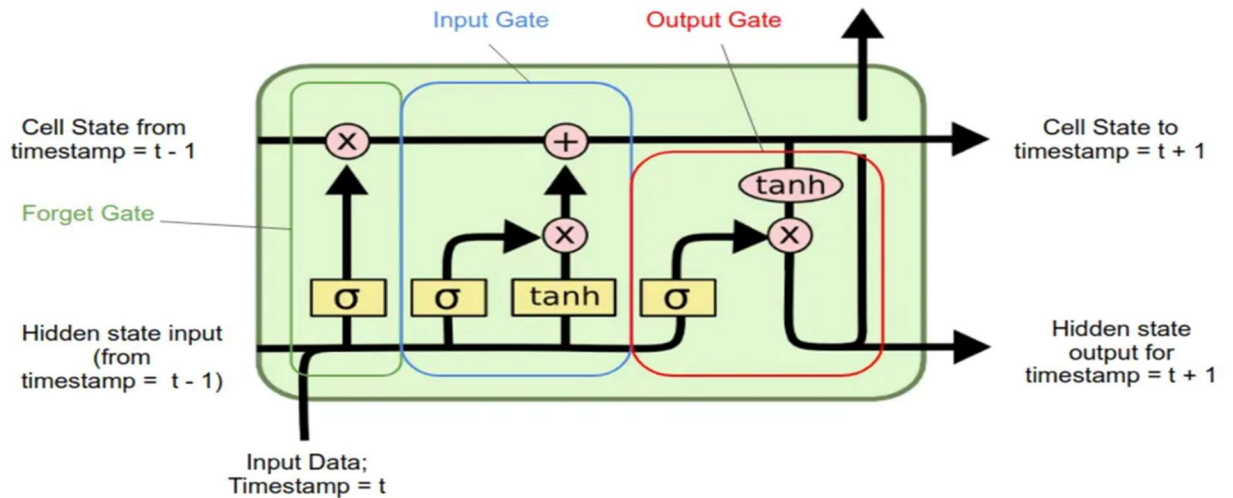 Input Gate
Output Gate
Cell State from
timestamp = t - 1
X
+
Cell State to
timestamp = t + 1
tanh
Forget Gate
X
X
σ
σ
tanh
σ
Hidden state input
(from
timestamp = t - 1)
Hidden state
output for
timestamp = t + 1
Input Data;
Timestamp = t